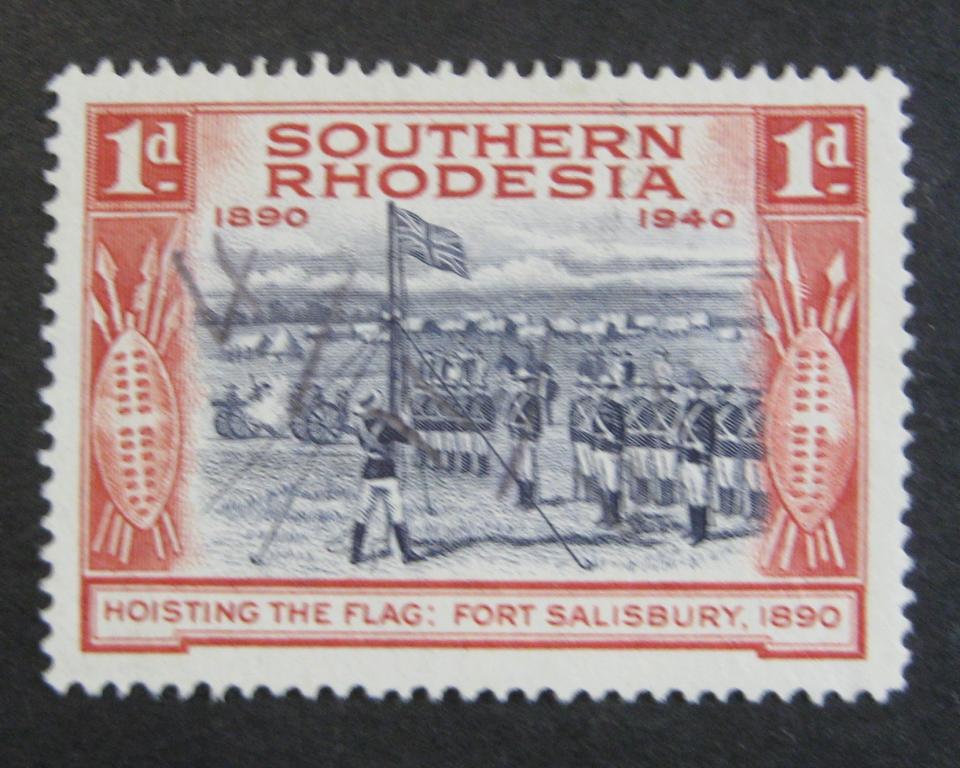 1d 1d
SOUTHERN
RHODESIA
1890 1940
HOISTING THE FLAG: FORT SALISBURY, 1890